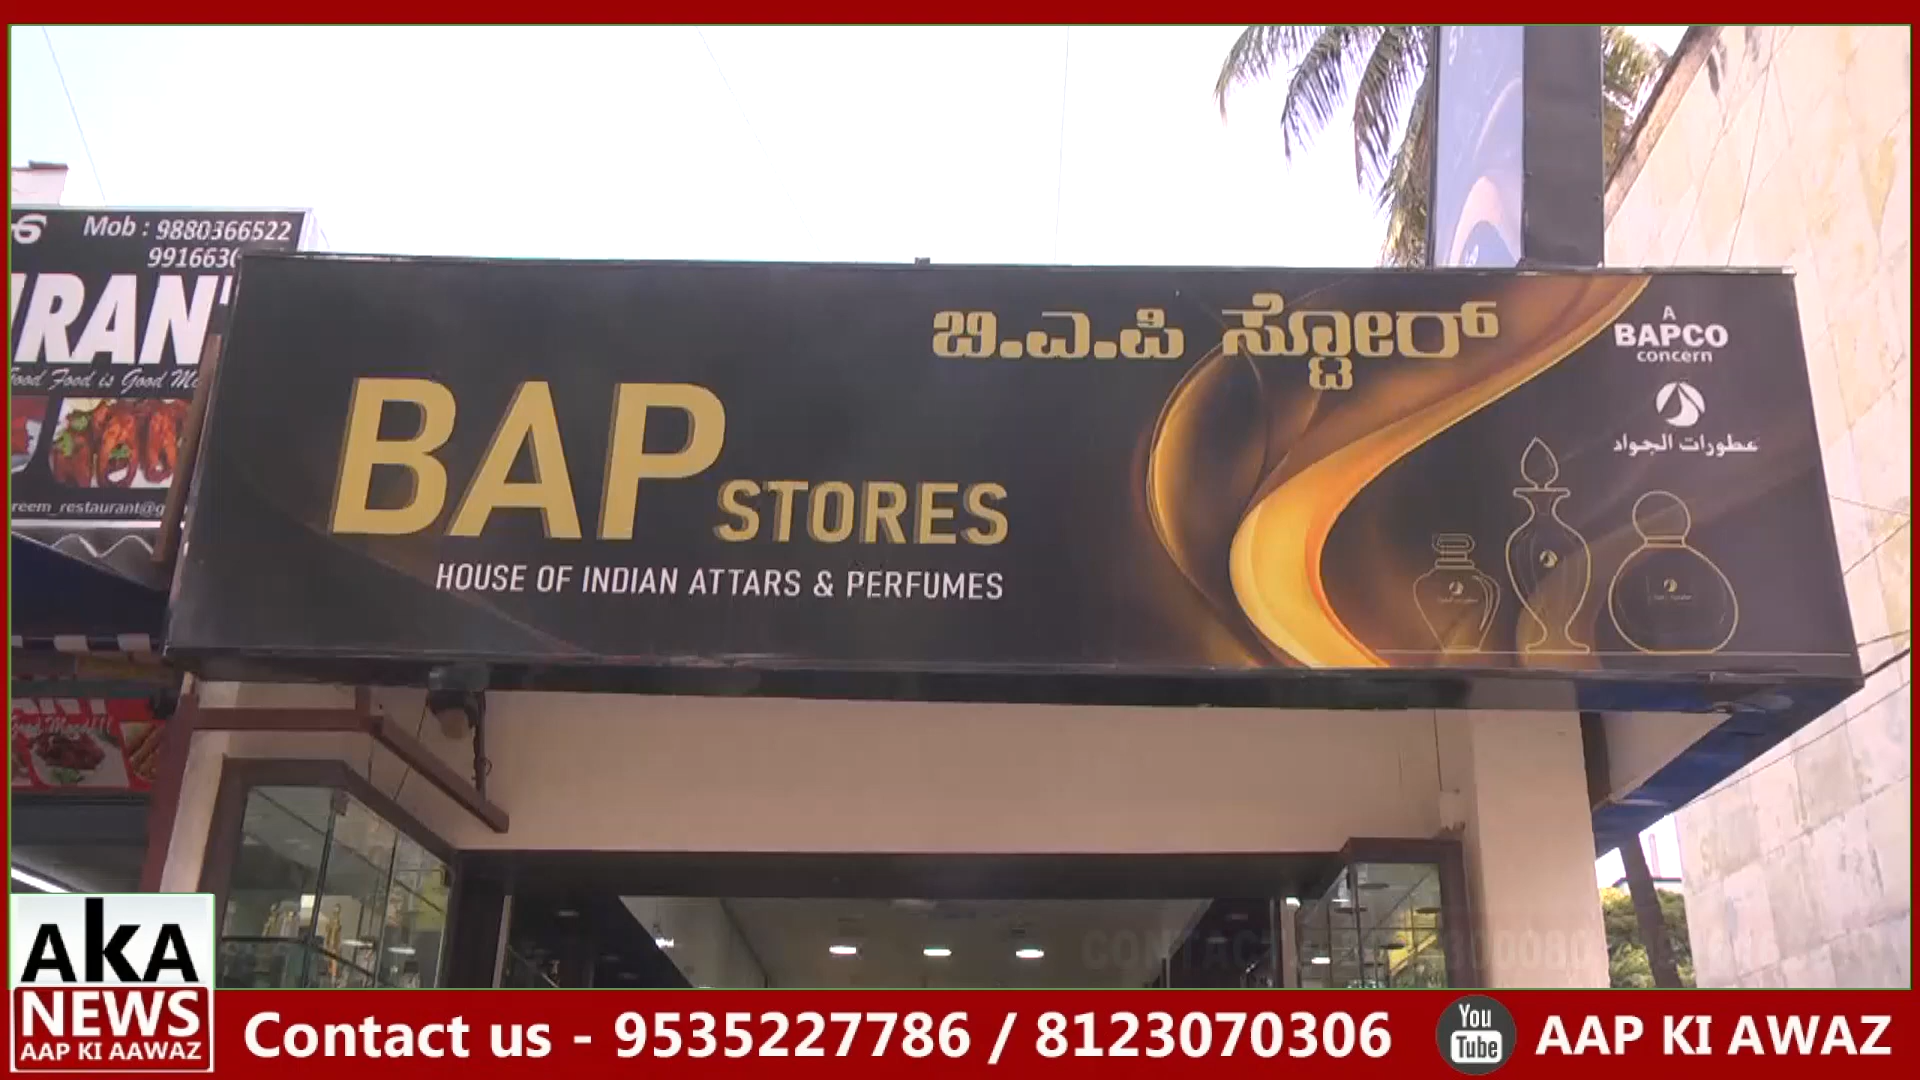 Mob : 9880366522
RAN'
Good Food is Good
reem_restaurant@g
ಬಿ.ಎ.ಪಿ ಸ್ಟೋರ್
A
BAPCO
concern
عطورات الجواد
BAP STORES
HOUSE OF INDIAN ATTARS & PERFUMES
AKA
NEWS
AAP KI AAWAZ
Contact us - 9535227786 / 8123070306
You
Tube
AAP KI AWAZ